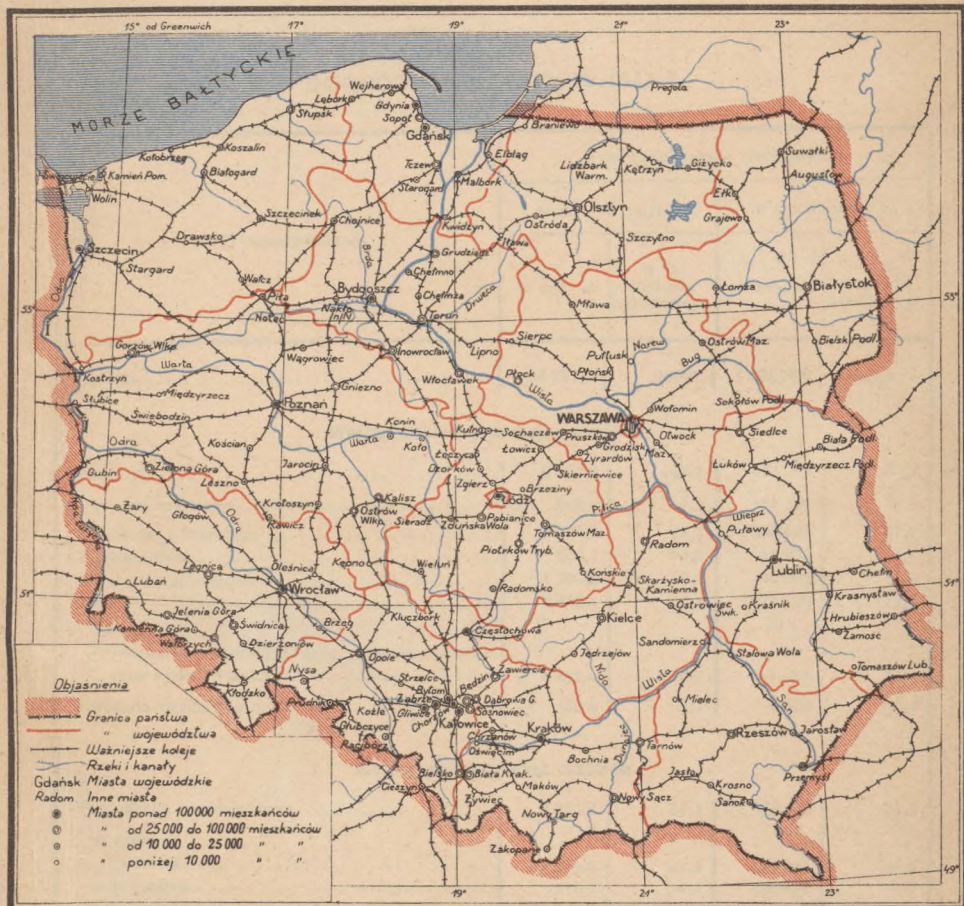 15° od Greenwich 17° 19° 21° 23°
MORZE BAŁTYCKIE
Pregoła
Wejherowo
Lębork
Gdynia
Słupsk
Sopot
Gdańsk
Braniewo
Kołobrzeg
Koszalin
Elbląg
Lidzbark Warm.
Kętrzyn
Giżycko
Suwałki
Tczew
Kamień Pom.
Białogard
Starogard
Malbork
Augustów
Wolin
Ełk
Olsztyn
Szczecinek
Chojnice
Kwidzyn
Ostróda
Grajewo
Drawsko
Iława
Szczytno
Szczecin
Grudziądz
Stargard
Brda
Chełmno
Wałcz
Bydgoszcz
Chełmża
Drwęca
Łomża
Białystok
Odra
Piła
Mława
53°
53°
Nakło n/N.
Toruń
Noteć
Gorzów Wlkp.
Sierpc
Narew
Ostrów Maz.
Bielsk Podl.
Wągrowiec
Inowrocław
Lipno
Pułtusk
Bug
Warta
Kostrzyn
Płock
Płońsk
Gniezno
Włocławek
Wisła
Międzyrzecz
Słubice
Poznań
Sokołów Podl.
Świebodzin
Wołomin
WARSZAWA
Konin
Kutno
Sochaczew
Pruszków
Otwock
Siedlce
Odra
Kościan
Warta
Koło
Łęczyca
Łowicz
Grodzisk Maz.
Biała Podl.
Żyrardów
Gubin
Zielona Góra
Jarocin
Ozorków
Skierniewice
Łuków
Międzyrzec Podl.
Leszno
Zgierz
Brzeziny
Łódź
Kalisz
Krotoszyn
Pilica
Wieprz
Żary
Głogów
Odra
Rawicz
Ostrów Wlkp.
Sieradz
Zduńska Wola
Pabianice
Tomaszów Maz.
Puławy
Piotrków Tryb.
Radom
Lublin
Legnica
Oleśnica
Kępno
Wieluń
Chełm
Lubań
Wrocław
Radomsko
Końskie
Skarżysko-Kamienna
Krasnystaw
51°
51°
Jelenia Góra
Ostrowiec Świ.
Kraśnik
Świdnica
Brzeg
Kluczbork
Kielce
Hrubieszów
Kamienna Góra
Częstochowa
Zamość
Wałbrzych
Dzierżoniów
Sandomierz
Opole
Jędrzejów
Stalowa Wola
Nysa
Strzelce
Zawiercie
Nida
Wisła
Tomaszów Lub.
Będzin
Kłodzko
Bytom
Dąbrowa G.
Mielec
San
Prudnik
Koźle
Zabrze
Sosnowiec
Gliwice
Katowice
Głubczyce
Chorzów
Chrzanów
Kraków
Rzeszów
Jarosław
Racibórz
Oświęcim
Dunajec
Tarnów
Bochnia
Przemyśl
Bielsko
Biała Krak.
Jasło
Cieszyn
Maków
Krosno
Żywiec
Nowy Sącz
Sanok
Nowy Targ
Zakopane
49°
19° 21° 23°
Objaśnienia
Granica państwa
" województwa
Ważniejsze koleje
Rzeki i kanały
Gdańsk Miasta wojewódzkie
Radom Inne miasta
Miasta ponad 100 000 mieszkańców
" od 25 000 do 100 000 mieszkańców
" od 10 000 do 25 000 " "
" poniżej 10 000 " "